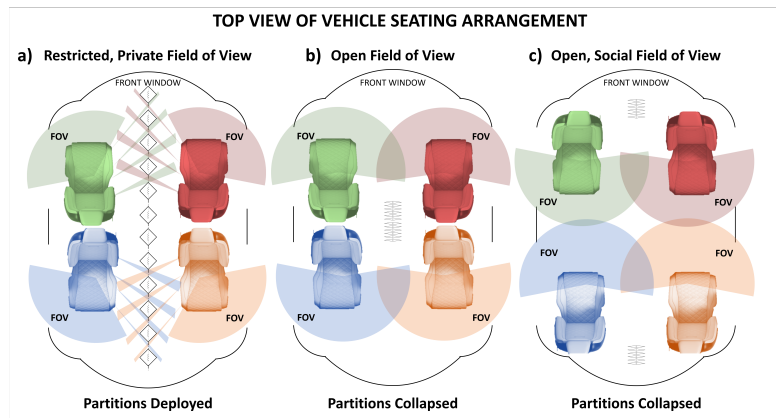 TOP VIEW OF VEHICLE SEATING ARRANGEMENT
a) Restricted, Private Field of View
FRONT WINDOW
FOV
FOV
FOV
FOV
Partitions Deployed
b) Open Field of View
FRONT WINDOW
FOV
FOV
FOV
FOV
Partitions Collapsed
c) Open, Social Field of View
FRONT WINDOW
FOV
FOV
FOV
FOV
Partitions Collapsed